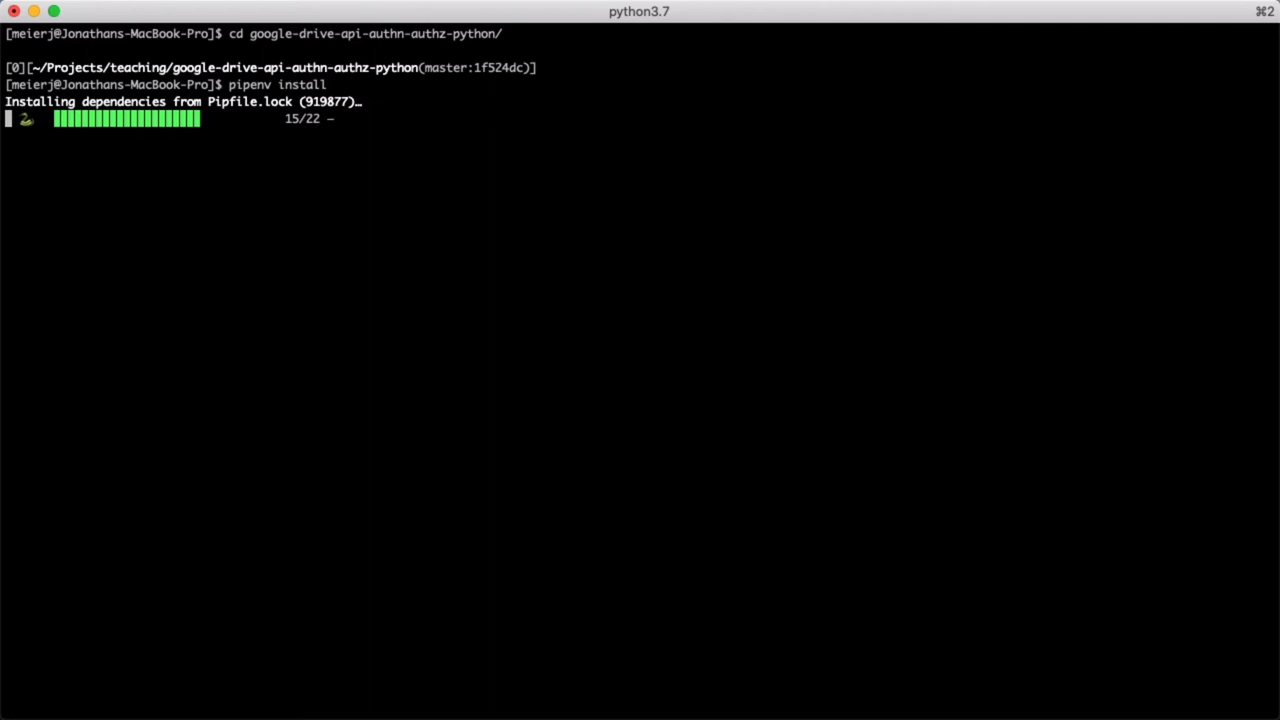 python3.7
⌘2
[meierj@Jonathans-MacBook-Pro]$ cd google-drive-api-authn-authz-python/
[0][~/Projects/teaching/google-drive-api-authn-authz-python(master:1f524dc)]
[meierj@Jonathans-MacBook-Pro]$ pipenv install
Installing dependencies from Pipfile.lock (919877)…
15/22 —